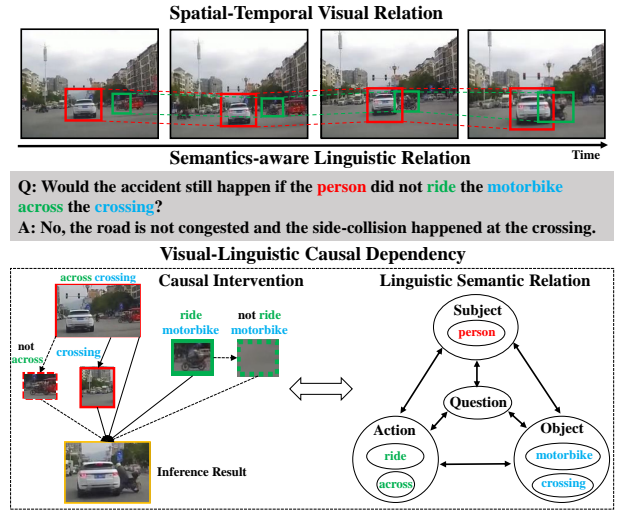 Spatial-Temporal Visual Relation
Time
Semantics-aware Linguistic Relation
Q: Would the accident still happen if the person did not ride the motorbike
across the crossing?
A: No, the road is not congested and the side-collision happened at the crossing.
Visual-Linguistic Causal Dependency
Causal Intervention
across crossing
not
across
crossing
ride
motorbike
not ride
motorbike
Inference Result
Linguistic Semantic Relation
Subject
person
Question
Action
ride
across
Object
motorbike
crossing